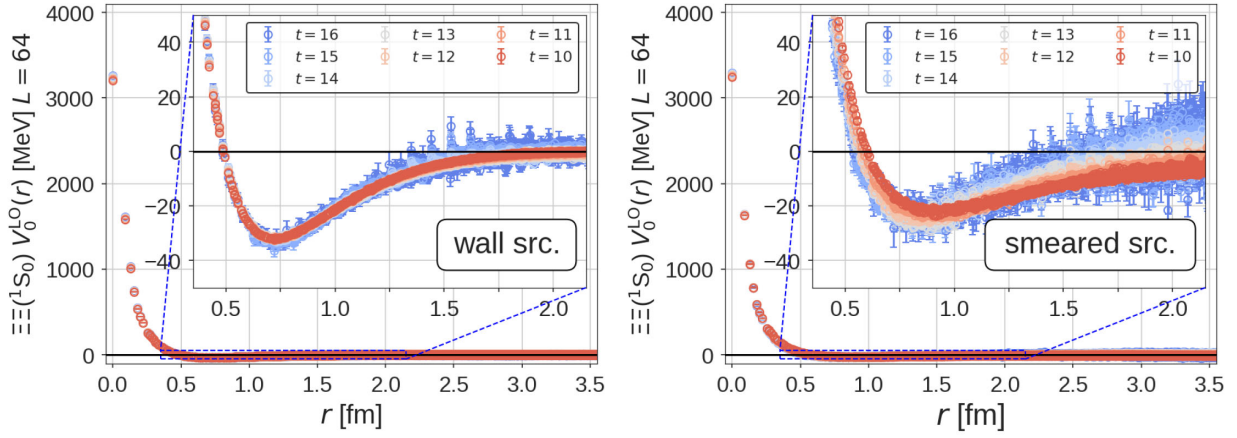 ΞΞ(¹S₀) V₀ᴸᴼ(r) [MeV] L = 64
4000
3000
2000
1000
0
40
20
0
−20
−40
t = 16
t = 13
t = 11
t = 15
t = 12
t = 10
t = 14
wall src.
0.5
1.0
1.5
2.0
0.0
0.5
1.0
1.5
2.0
2.5
3.0
3.5
r [fm]
ΞΞ(¹S₀) V₀ᴸᴼ(r) [MeV] L = 64
4000
3000
2000
1000
0
40
20
0
−20
−40
t = 16
t = 13
t = 11
t = 15
t = 12
t = 10
t = 14
smeared src.
0.5
1.0
1.5
2.0
0.0
0.5
1.0
1.5
2.0
2.5
3.0
3.5
r [fm]